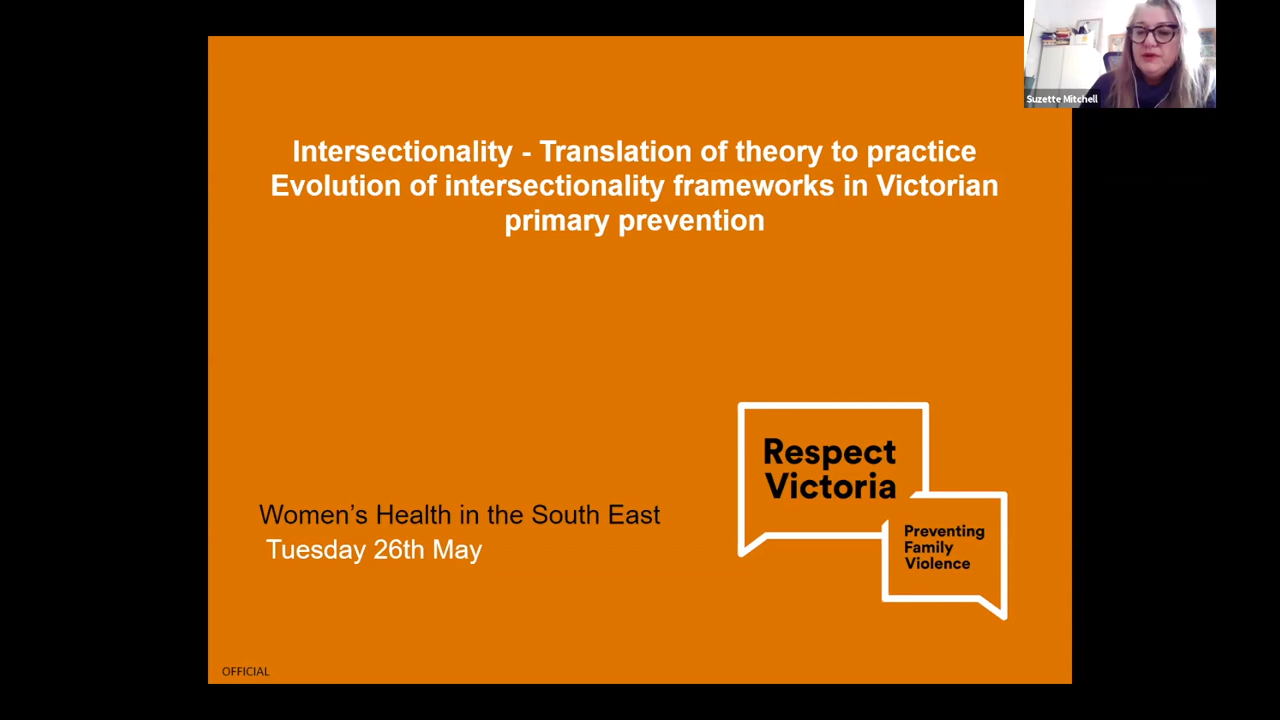 Suzette Mitchell
Intersectionality - Translation of theory to practice
Evolution of intersectionality frameworks in Victorian
primary prevention
Respect
Victoria
Preventing
Family
Violence
Women’s Health in the South East
Tuesday 26th May
OFFICIAL